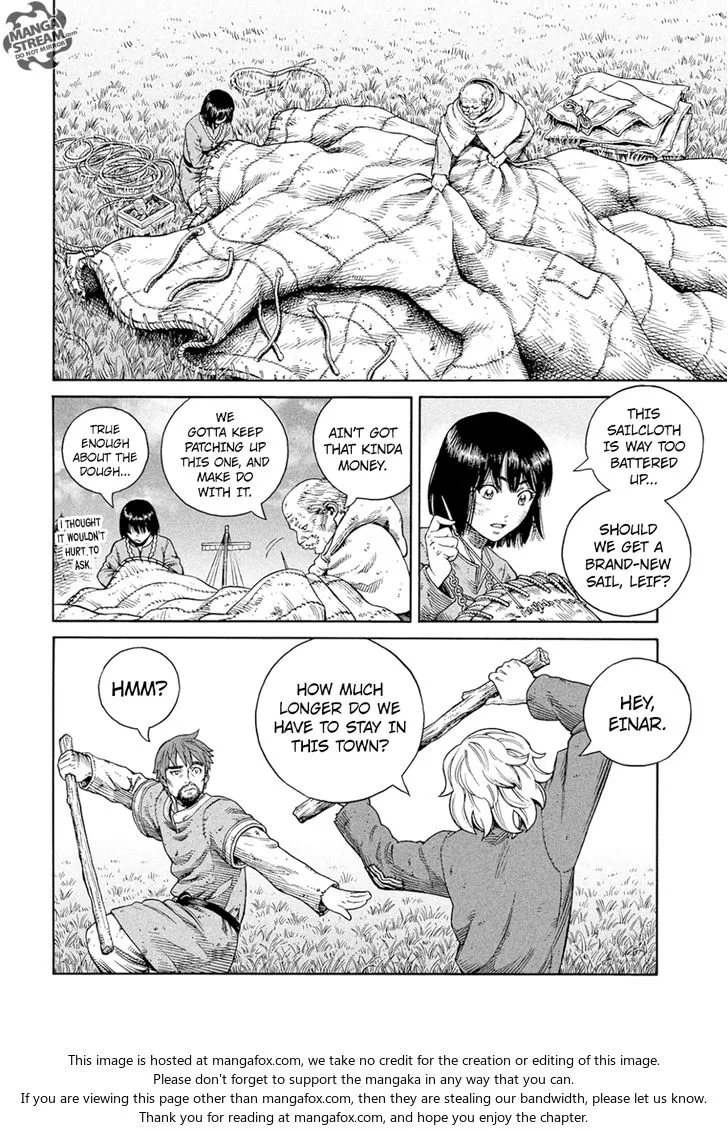 MANGA
STREAM
.COM
DO NOT MIRROR!
THIS
SAILCLOTH
IS WAY TOO
BATTERED
UP...
SHOULD
WE GET A
BRAND-NEW
SAIL, LEIF?
AIN'T GOT
THAT KINDA
MONEY.
WE
GOTTA KEEP
PATCHING UP
THIS ONE, AND
MAKE DO
WITH IT.
TRUE
ENOUGH
ABOUT THE
DOUGH...
I THOUGHT
IT WOULDN'T
HURT TO
ASK.
HEY,
EINAR.
HOW MUCH
LONGER DO WE
HAVE TO STAY IN
THIS TOWN?
HMM?
This image is hosted at mangafox.com, we take no credit for the creation or editing of this image.
Please don't forget to support the mangaka in any way that you can.
If you are viewing this page other than mangafox.com, then they are stealing our bandwidth, please let us know.
Thank you for reading at mangafox.com, and hope you enjoy the chapter.